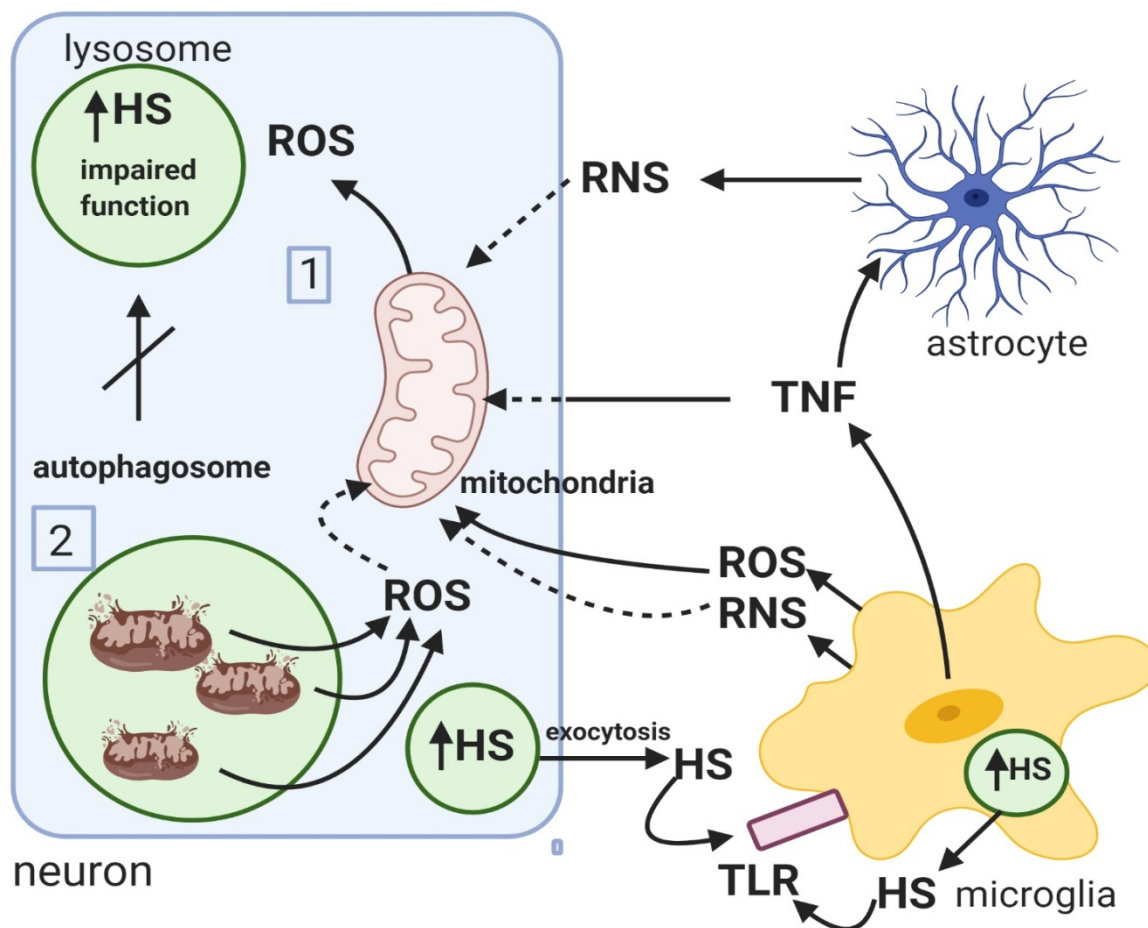 lysosome
HS
impaired
function
ROS
1
RNS
astrocyte
TNF
autophagosome
mitochondria
2
ROS
ROS
RNS
HS
exocytosis
HS
HS
TLR
HS
microglia
neuron